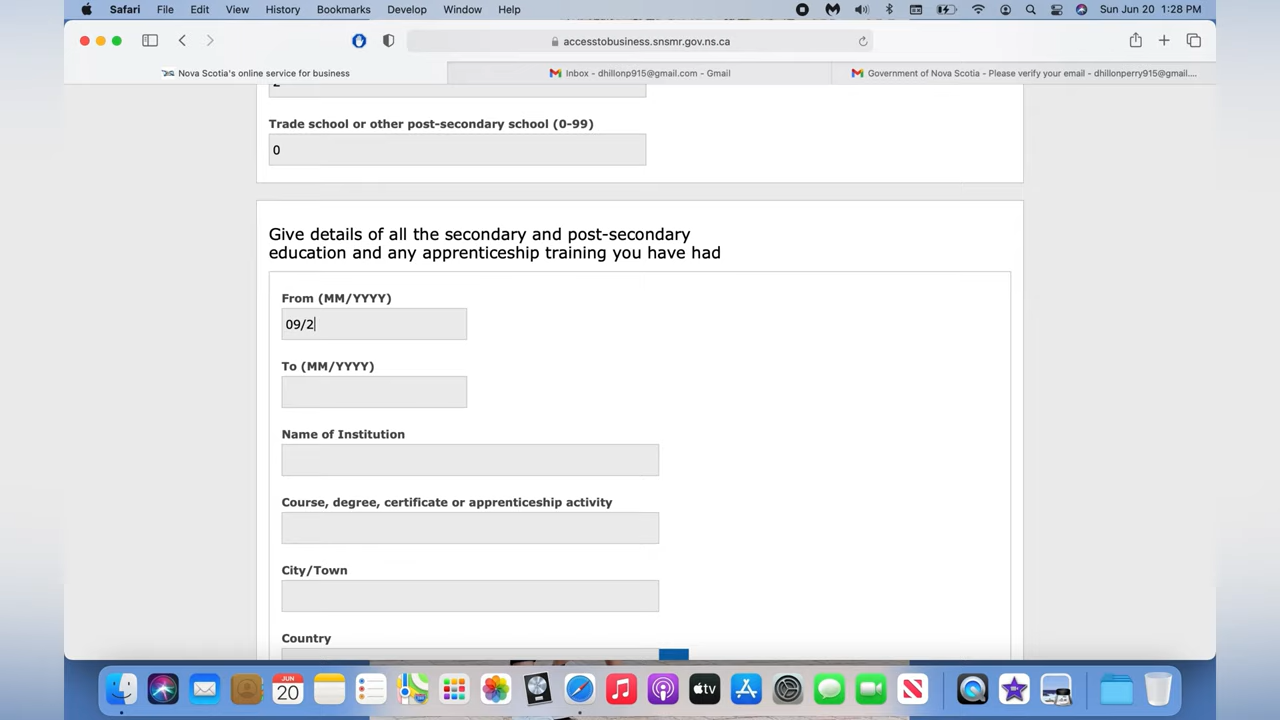 Safari File Edit View History Bookmarks Develop Window Help Sun Jun 20 1:28 PM
accesstobusiness.snsmr.gov.ns.ca
Nova Scotia's online service for business
Inbox - dhillonp915@gmail.com - Gmail
Government of Nova Scotia - Please verify your email - dhillonperry915@gmail....
Trade school or other post-secondary school (0-99)
0
Give details of all the secondary and post-secondary
education and any apprenticeship training you have had
From (MM/YYYY)
09/2
To (MM/YYYY)
Name of Institution
Course, degree, certificate or apprenticeship activity
City/Town
Country
JUN
20
tv